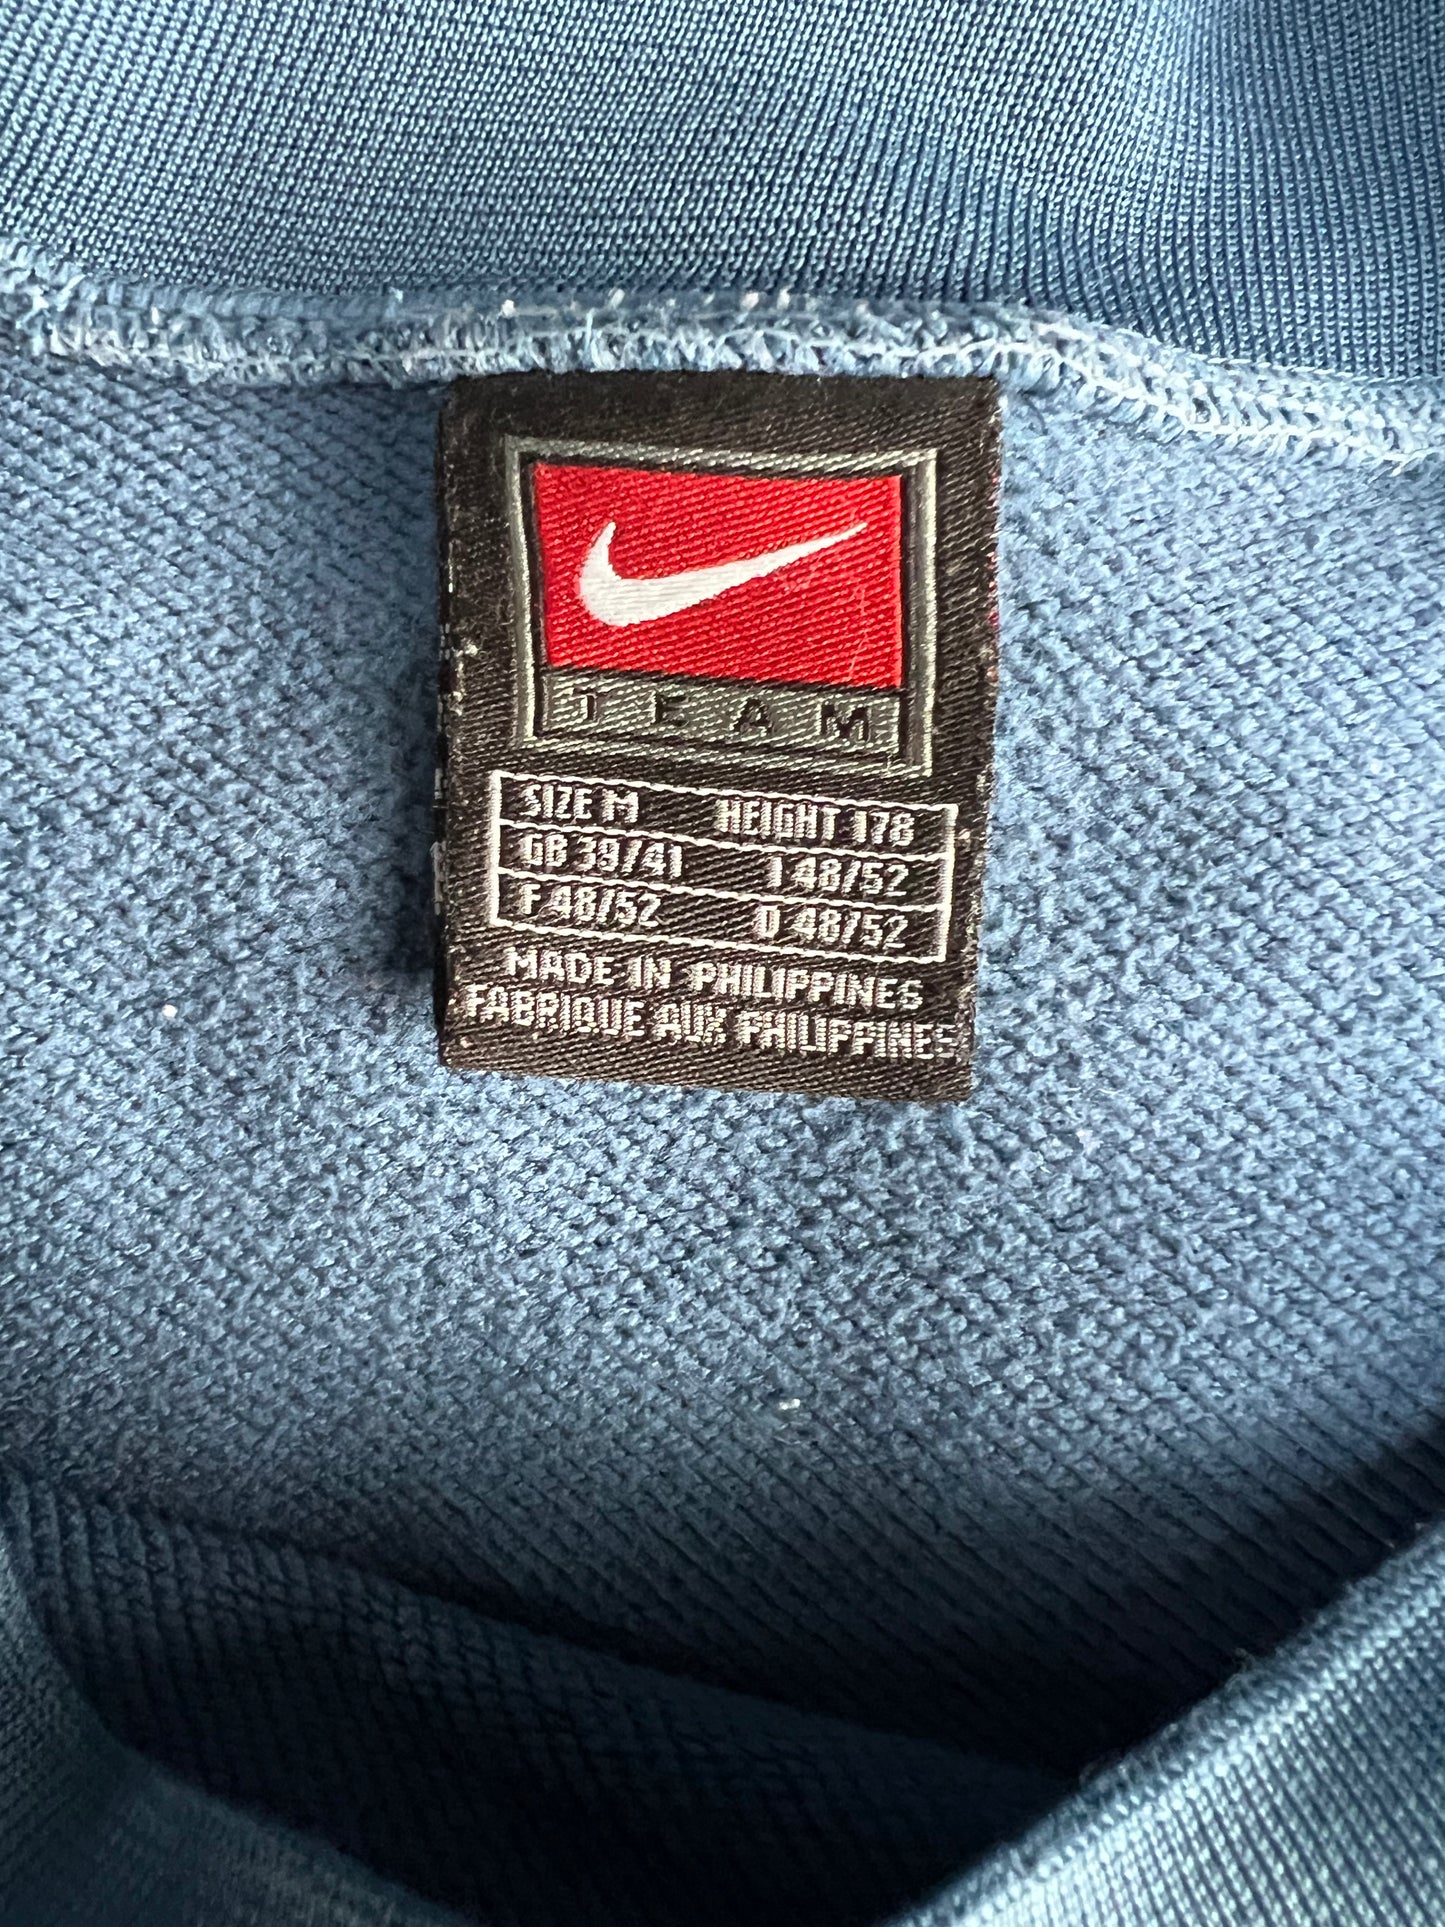 TEAM
SIZE M HEIGHT 178
GB 39/41 I 48/52
F 48/52 D 48/52
MADE IN PHILIPPINES
FABRIQUE AUX PHILIPPINES